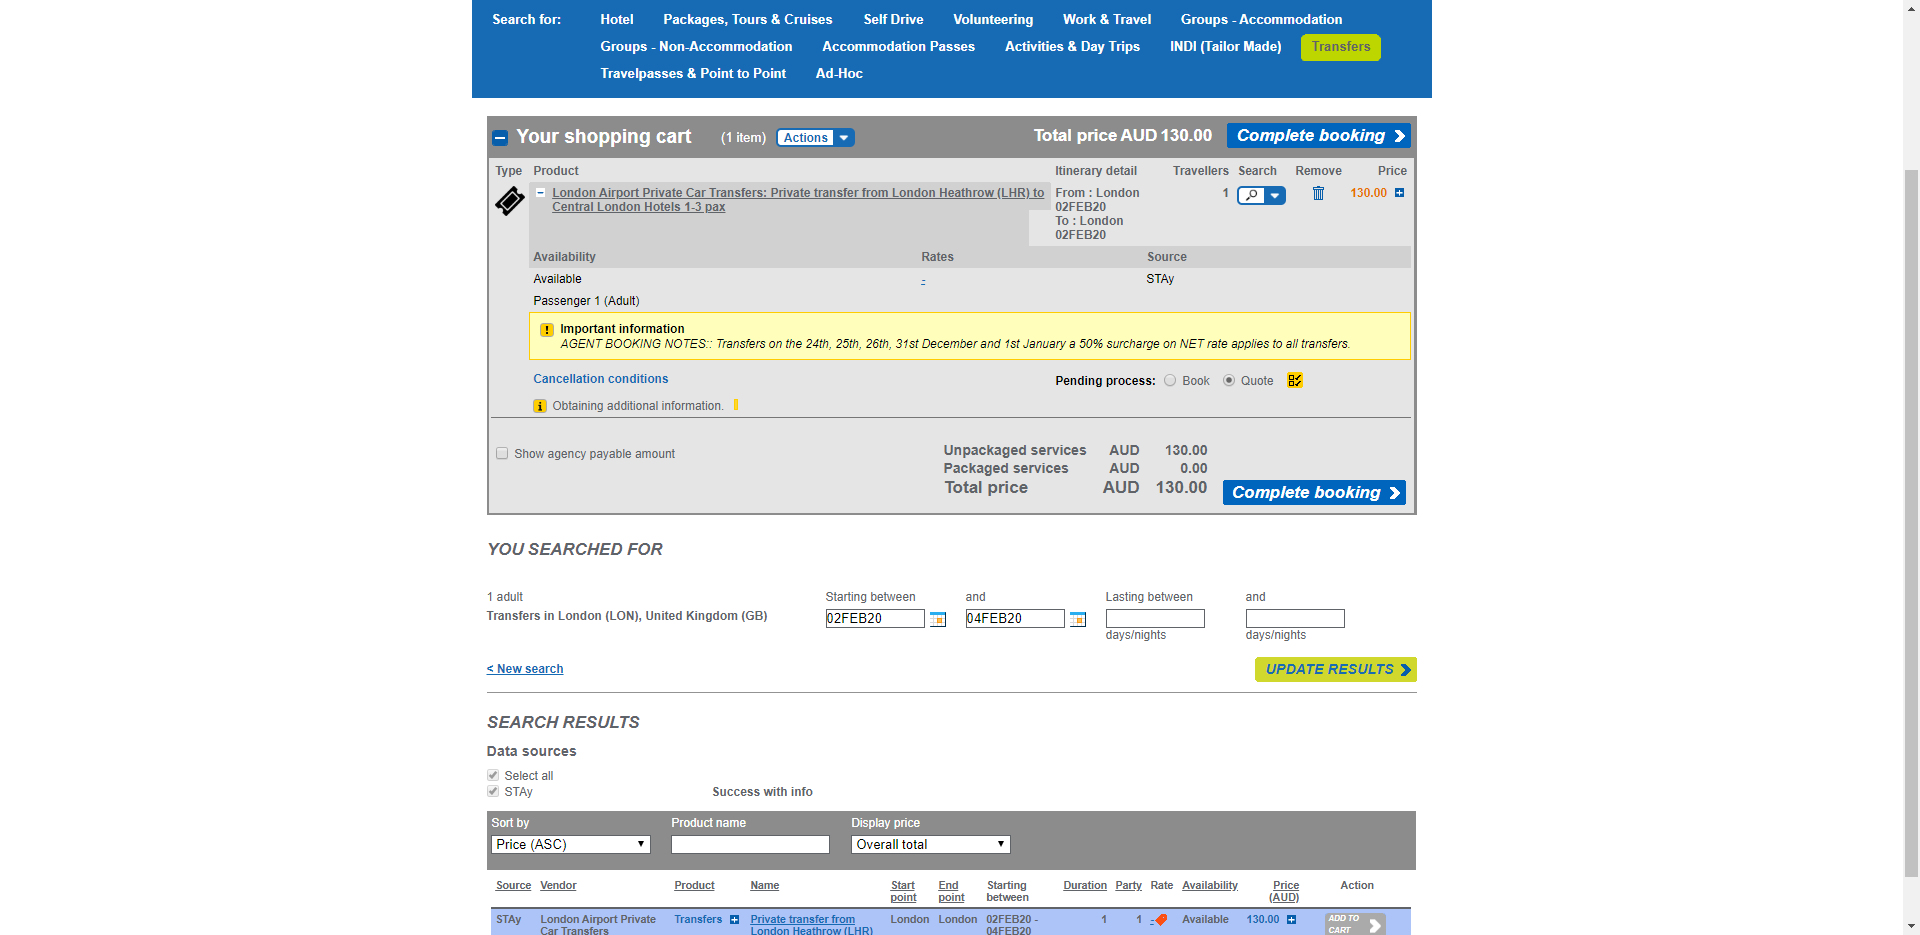 Search for: Hotel Packages, Tours & Cruises Self Drive Volunteering Work & Travel Groups - Accommodation
Groups - Non-Accommodation Accommodation Passes Activities & Day Trips INDI (Tailor Made) Transfers
Travelpasses & Point to Point Ad-Hoc
Your shopping cart (1 item) Actions Total price AUD 130.00 Complete booking
Type Product Itinerary detail Travellers Search Remove Price
London Airport Private Car Transfers: Private transfer from London Heathrow (LHR) to From : London 1 130.00
Central London Hotels 1-3 pax 02FEB20
To : London
02FEB20
Availability Rates Source
Available - STAy
Passenger 1 (Adult)
Important information
AGENT BOOKING NOTES:: Transfers on the 24th, 25th, 26th, 31st December and 1st January a 50% surcharge on NET rate applies to all transfers.
Cancellation conditions Pending process: Book Quote
Obtaining additional information.
Show agency payable amount Unpackaged services AUD 130.00
Packaged services AUD 0.00
Total price AUD 130.00 Complete booking
YOU SEARCHED FOR
1 adult Starting between and Lasting between and
Transfers in London (LON), United Kingdom (GB) 02FEB20 04FEB20
days/nights days/nights
< New search UPDATE RESULTS
SEARCH RESULTS
Data sources
Select all
STAy Success with info
Sort by Product name Display price
Price (ASC) Overall total
Source Vendor Product Name Start End Starting Duration Party Rate Availability Price Action
point point between (AUD)
STAy London Airport Private Transfers Private transfer from London London 02FEB20 - 1 1 - Available 130.00 ADD TO
Car Transfers London Heathrow (LHR) 04FEB20 CART